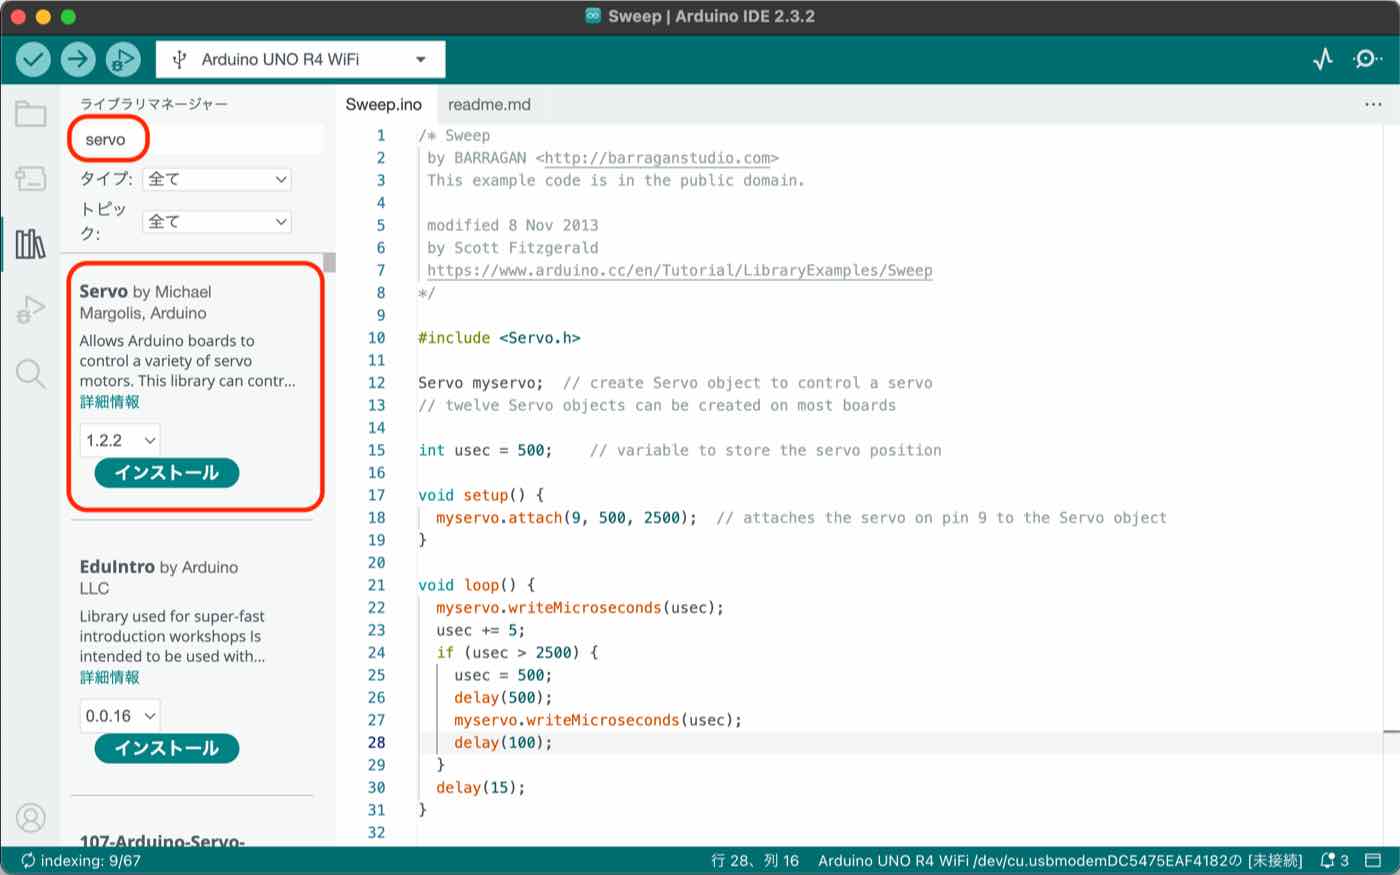 Sweep | Arduino IDE 2.3.2
Arduino UNO R4 WiFi
ライブラリマネージャー
servo
タイプ: 全て
トピック: 全て
Servo by Michael
Margolis, Arduino
Allows Arduino boards to
control a variety of servo
motors. This library can contr...
詳細情報
1.2.2
インストール
EduIntro by Arduino
LLC
Library used for super-fast
introduction workshops Is
intended to be used with...
詳細情報
0.0.16
インストール
107-Arduino-Servo-
Sweep.ino readme.md
1 /* Sweep
2 by BARRAGAN <http://barraganstudio.com>
3 This example code is in the public domain.
4
5 modified 8 Nov 2013
6 by Scott Fitzgerald
7 https://www.arduino.cc/en/Tutorial/LibraryExamples/Sweep
8 */
9
10 #include <Servo.h>
11
12 Servo myservo;  // create Servo object to control a servo
13 // twelve Servo objects can be created on most boards
14
15 int usec = 500;    // variable to store the servo position
16
17 void setup() {
18   myservo.attach(9, 500, 2500);  // attaches the servo on pin 9 to the Servo object
19 }
20
21 void loop() {
22   myservo.writeMicroseconds(usec);
23   usec += 5;
24   if (usec > 2500) {
25     usec = 500;
26     delay(500);
27     myservo.writeMicroseconds(usec);
28     delay(100);
29   }
30   delay(15);
31 }
32
indexing: 9/67
行 28、列 16 Arduino UNO R4 WiFi /dev/cu.usbmodemDC5475EAF4182の [未接続] 3